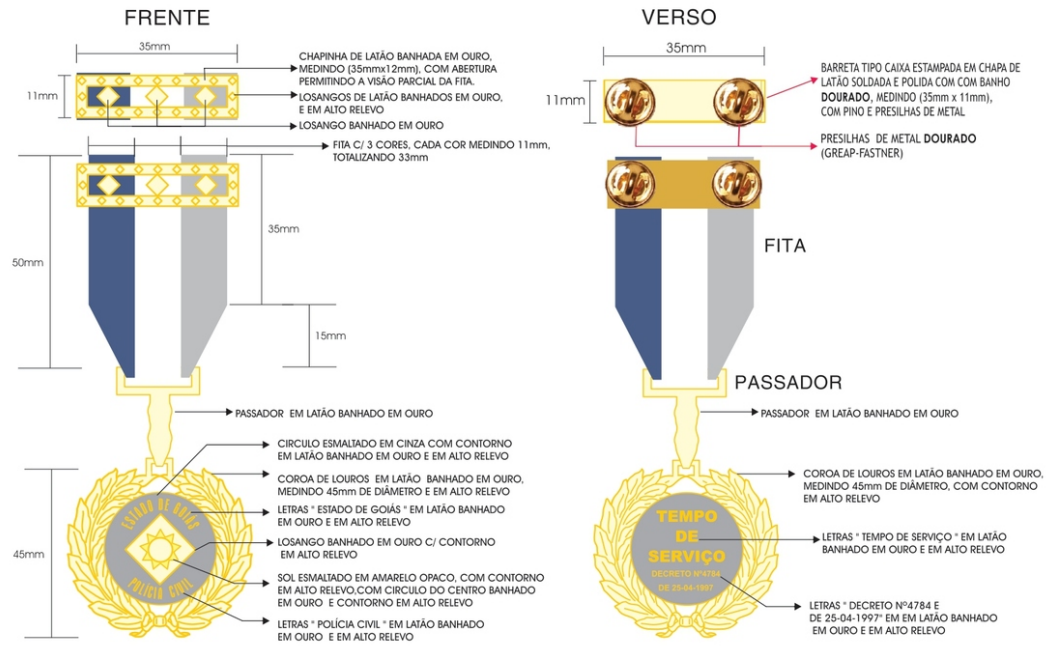 FRENTE
35mm
11mm
CHAPINHA DE LATÃO BANHADA EM OURO,
MEDINDO (35mmx12mm), COM ABERTURA
PERMITINDO A VISÃO PARCIAL DA FITA.
LOSANGOS DE LATÃO BANHADOS EM OURO,
E EM ALTO RELEVO
LOSANGO BANHADO EM OURO
FITA C/ 3 CORES, CADA COR MEDINDO 11mm,
TOTALIZANDO 33mm
50mm
35mm
15mm
PASSADOR EM LATÃO BANHADO EM OURO
CIRCULO ESMALTADO EM CINZA COM CONTORNO
EM LATÃO BANHADO EM OURO E EM ALTO RELEVO
COROA DE LOUROS EM LATÃO BANHADO EM OURO,
MEDINDO 45mm DE DIÂMETRO E EM ALTO RELEVO
LETRAS " ESTADO DE GOIÁS " EM LATÃO BANHADO
EM OURO E EM ALTO RELEVO
LOSANGO BANHADO EM OURO C/ CONTORNO
EM ALTO RELEVO
SOL ESMALTADO EM AMARELO OPACO, COM CONTORNO
EM ALTO RELEVO,COM CIRCULO DO CENTRO BANHADO
EM OURO E CONTORNO EM ALTO RELEVO
LETRAS " POLÍCIA CIVIL " EM LATÃO BANHADO
EM OURO E EM ALTO RELEVO
45mm
ESTADO DE GOIÁS
POLÍCIA CIVIL
VERSO
35mm
11mm
BARRETA TIPO CAIXA ESTAMPADA EM CHAPA DE
LATÃO SOLDADA E POLIDA COM COM BANHO
DOURADO, MEDINDO (35mm x 11mm),
COM PINO E PRESILHAS DE METAL
PRESILHAS DE METAL DOURADO
(GREAP-FASTNER)
FITA
PASSADOR
PASSADOR EM LATÃO BANHADO EM OURO
COROA DE LOUROS EM LATÃO BANHADO EM OURO,
MEDINDO 45mm DE DIÂMETRO, COM CONTORNO
EM ALTO RELEVO
LETRAS " TEMPO DE SERVIÇO " EM LATÃO
BANHADO EM OURO E EM ALTO RELEVO
LETRAS " DECRETO Nº4784 E
DE 25-04-1997" EM EM LATÃO BANHADO
EM OURO E EM ALTO RELEVO
TEMPO
DE
SERVIÇO
DECRETO Nº4784
DE 25-04-1997